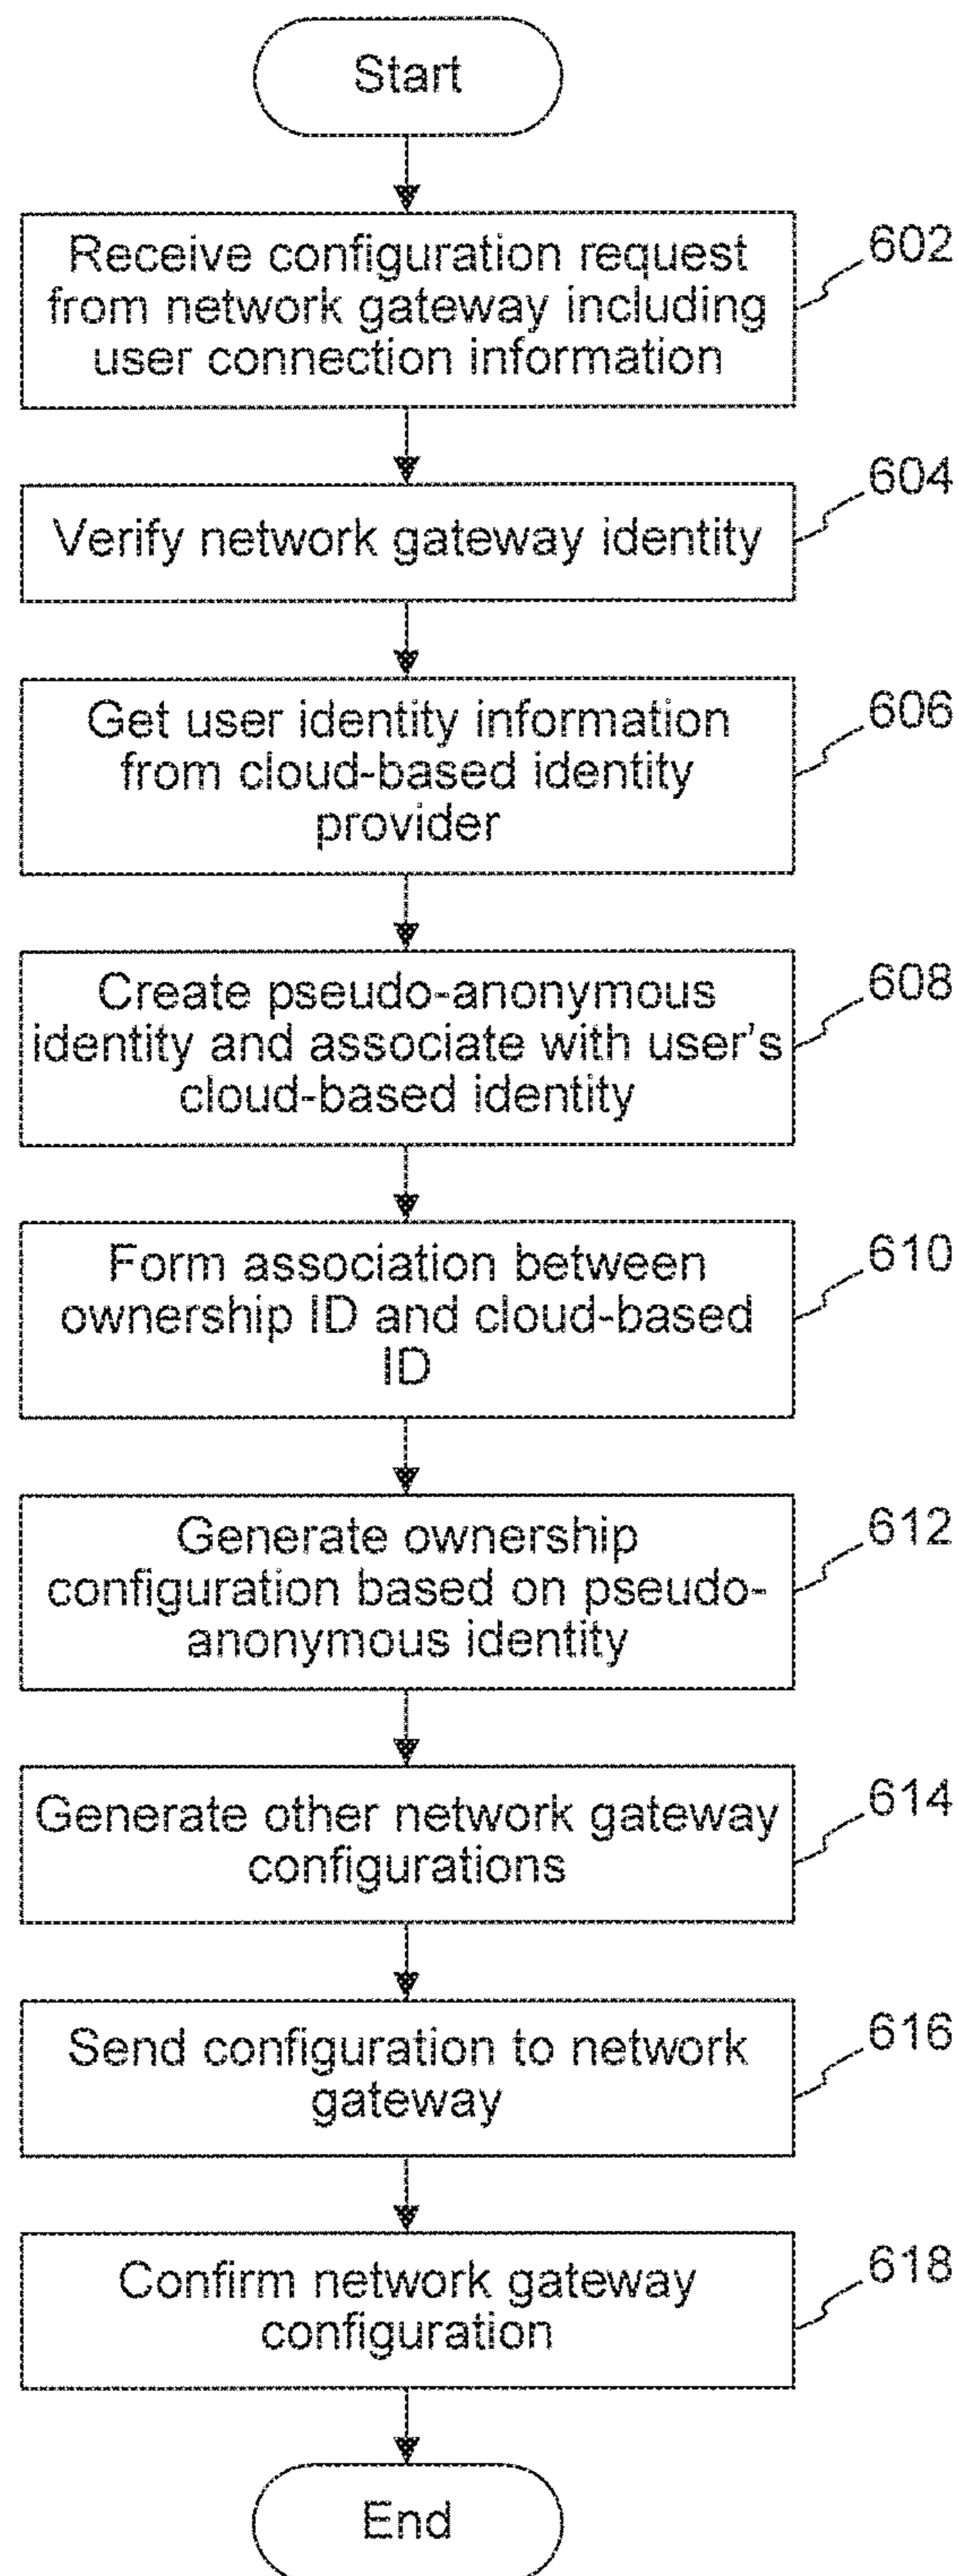 Start
Receive configuration request
from network gateway including
user connection information
602
Verify network gateway identity
604
Get user identity information
from cloud-based identity
provider
606
Create pseudo-anonymous
identity and associate with user's
cloud-based identity
608
Form association between
ownership ID and cloud-based
ID
610
Generate ownership
configuration based on pseudo-
anonymous identity
612
Generate other network gateway
configurations
614
Send configuration to network
gateway
616
Confirm network gateway
configuration
618
End